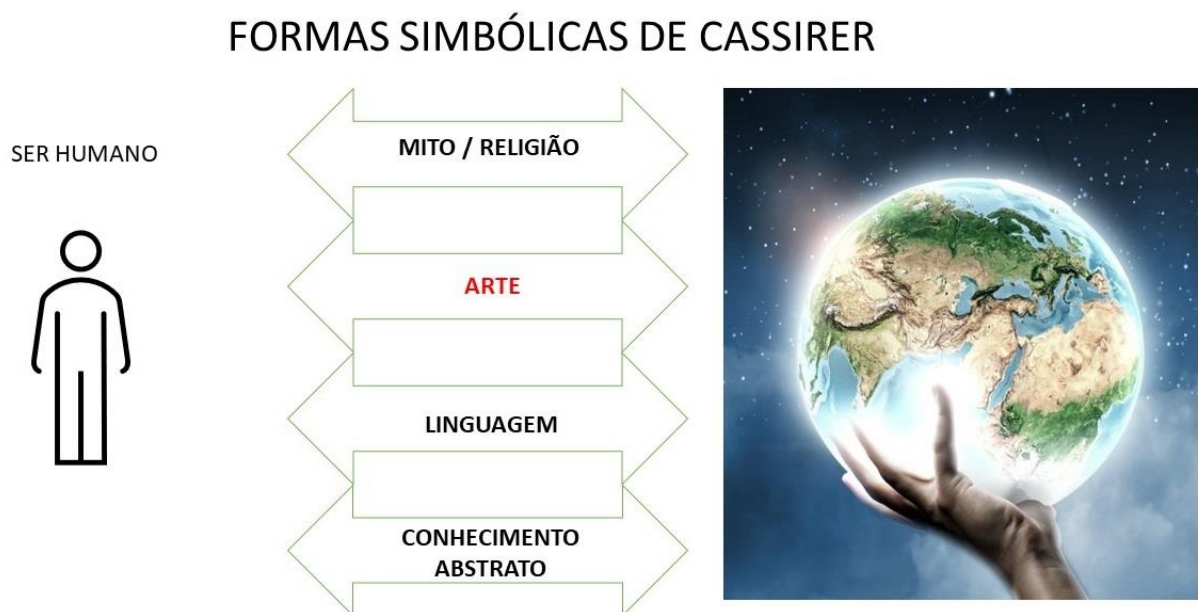 FORMAS SIMBÓLICAS DE CASSIRER
SER HUMANO
MITO / RELIGIÃO
ARTE
LINGUAGEM
CONHECIMENTO
ABSTRATO